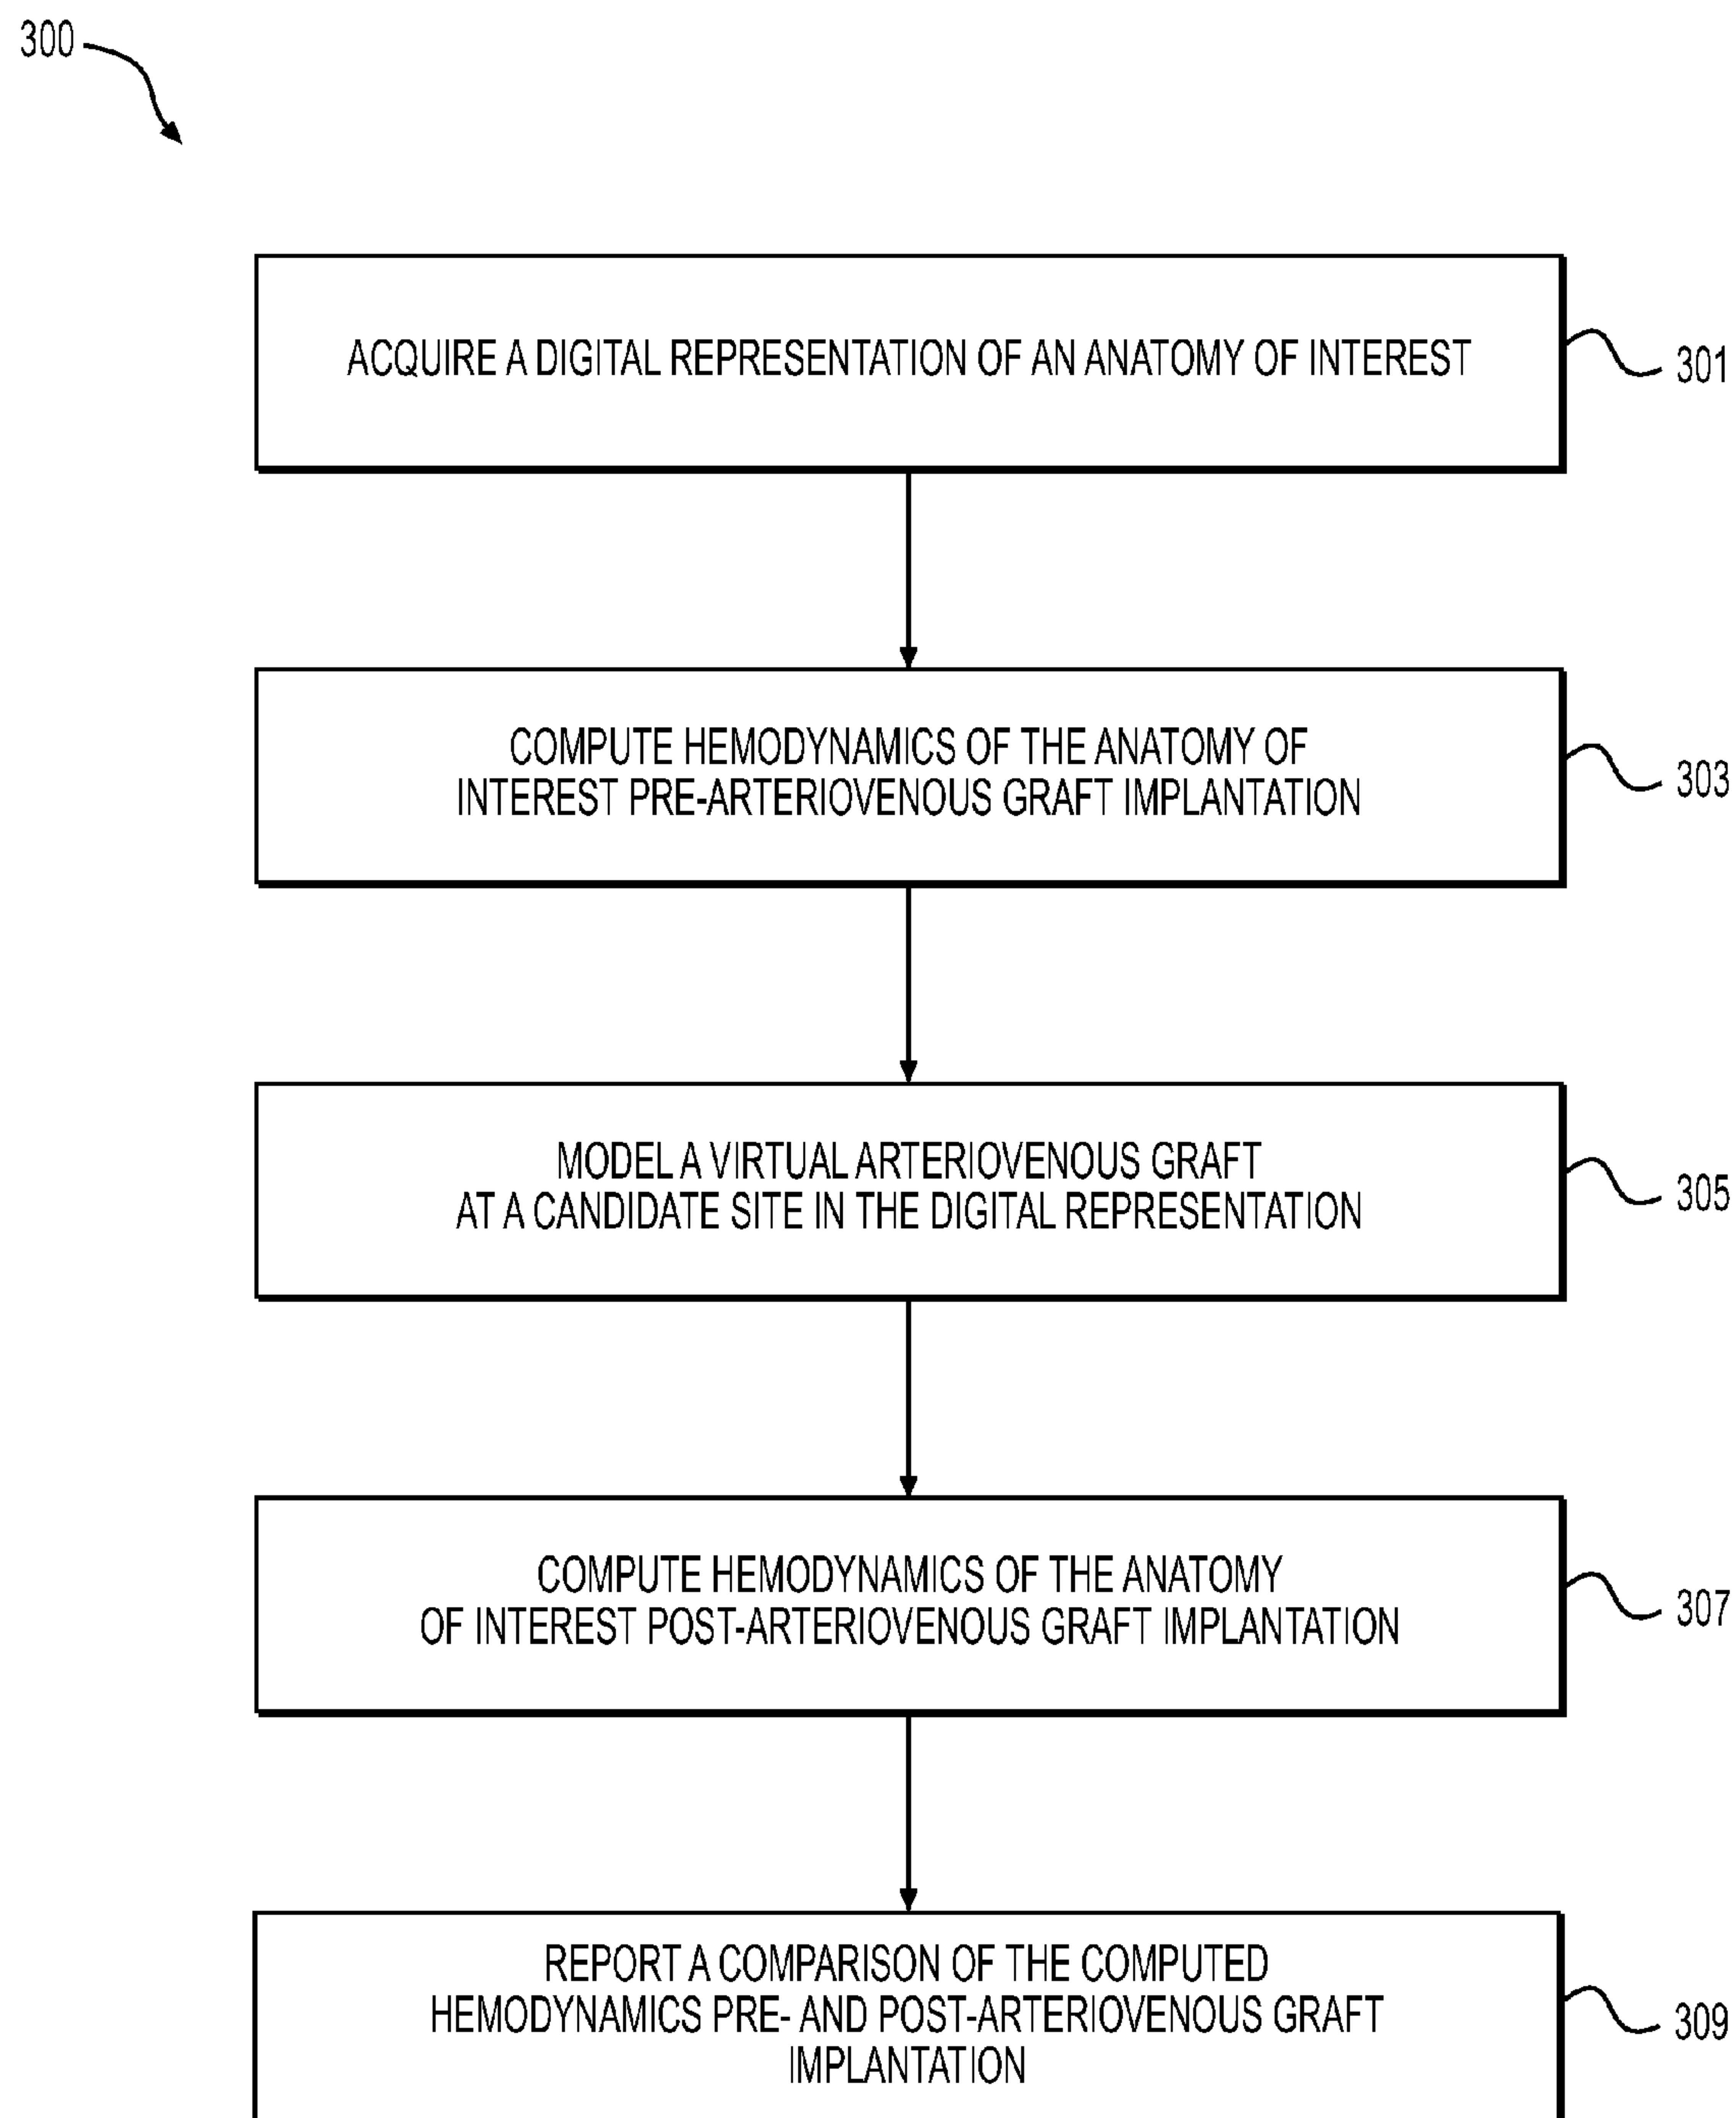 300
ACQUIRE A DIGITAL REPRESENTATION OF AN ANATOMY OF INTEREST
301
COMPUTE HEMODYNAMICS OF THE ANATOMY OF
INTEREST PRE-ARTERIOVENOUS GRAFT IMPLANTATION
303
MODEL A VIRTUAL ARTERIOVENOUS GRAFT
AT A CANDIDATE SITE IN THE DIGITAL REPRESENTATION
305
COMPUTE HEMODYNAMICS OF THE ANATOMY
OF INTEREST POST-ARTERIOVENOUS GRAFT IMPLANTATION
307
REPORT A COMPARISON OF THE COMPUTED
HEMODYNAMICS PRE- AND POST-ARTERIOVENOUS GRAFT
IMPLANTATION
309